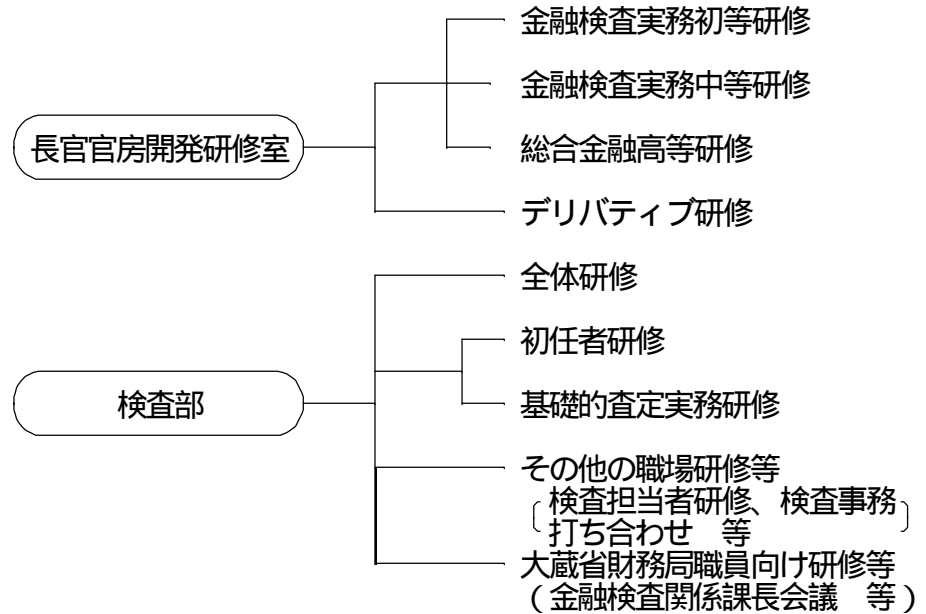 金融検査実務初等研修
金融検査実務中等研修
長官官房開発研修室
総合金融高等研修
デリバティブ研修
全体研修
初任者研修
検査部
基礎的査定実務研修
その他の職場研修等
検査担当者研修、検査事務
打ち合わせ 等
大蔵省財務局職員向け研修等
(金融検査関係課長会議 等)